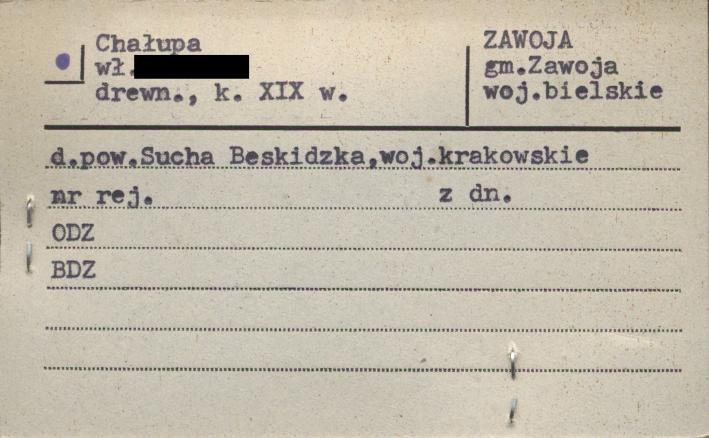 Chałupa
wł.
drewn., k. XIX w.
ZAWOJA
gm.Zawoja
woj.bielskie
d.pow.Sucha Beskidzka,woj.krakowskie
nr rej. z dn.
ODZ
BDZ